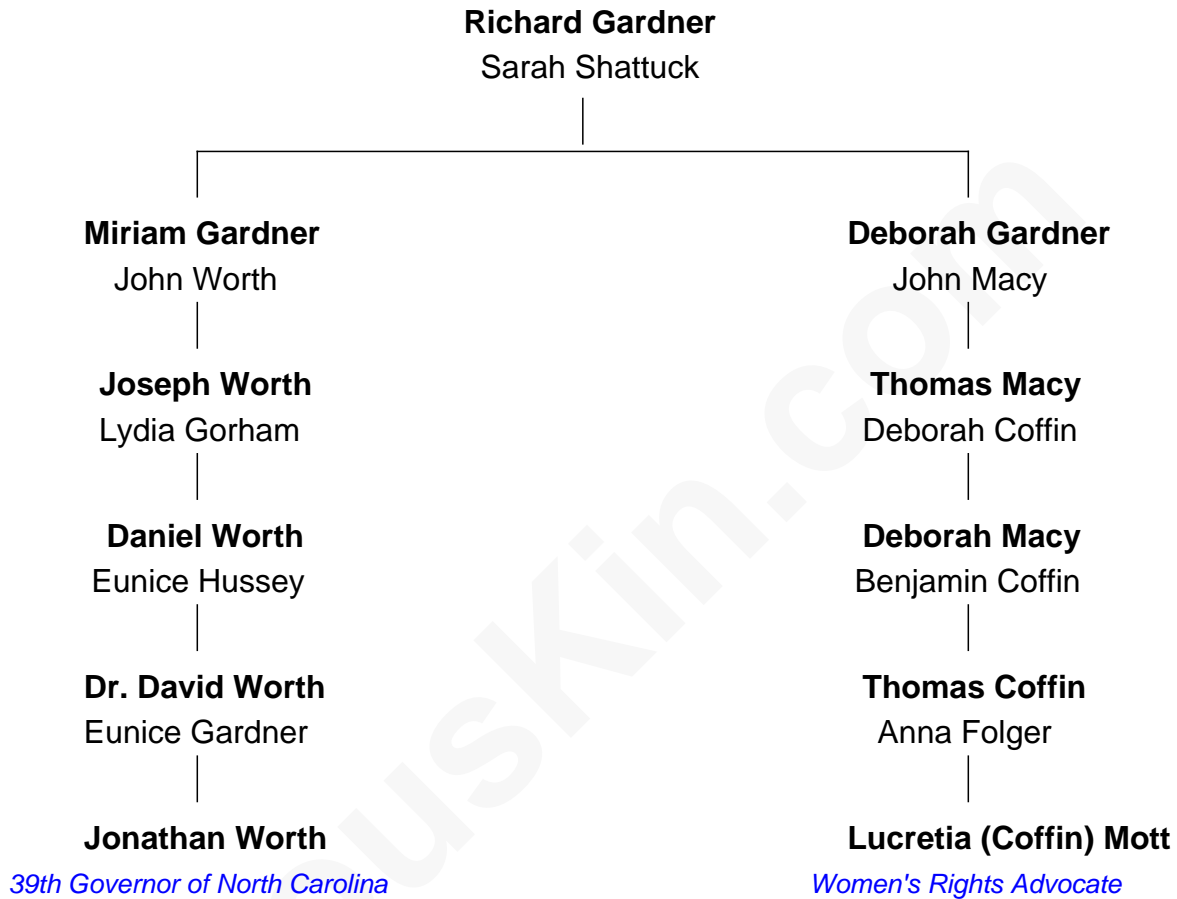 Richard Gardner
Sarah Shattuck
Miriam Gardner
John Worth
Deborah Gardner
John Macy
Joseph Worth
Lydia Gorham
Thomas Macy
Deborah Coffin
Daniel Worth
Eunice Hussey
Deborah Macy
Benjamin Coffin
Dr. David Worth
Eunice Gardner
Thomas Coffin
Anna Folger
Jonathan Worth
39th Governor of North Carolina
Lucretia (Coffin) Mott
Women's Rights Advocate
usKin.com